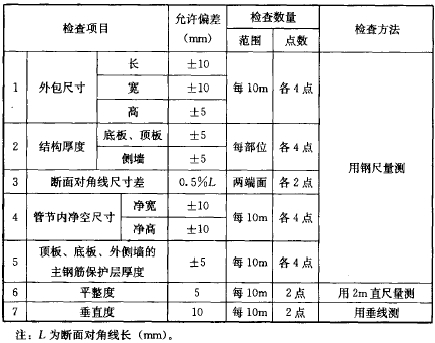 检查项目 允许偏差（mm） 检查数量 检查方法
范围 点数
1 外包尺寸 长 ±10 每10m 各4点 用钢尺量测
宽 ±10
高 ±5
2 结构厚度 底板、顶板 ±5 每部位 各4点
侧墙 ±5
3 断面对角线尺寸差 0.5%L 两端面 各2点
4 管节内净空尺寸 净宽 ±10 每10m 各4点
净高 ±10
5 顶板、底板、外侧墙的主钢筋保护层厚度 ±5 每10m 各4点
6 平整度 5 每10m 2点 用2m直尺量测
7 垂直度 10 每10m 2点 用垂线测
注：L为断面对角线长（mm）。